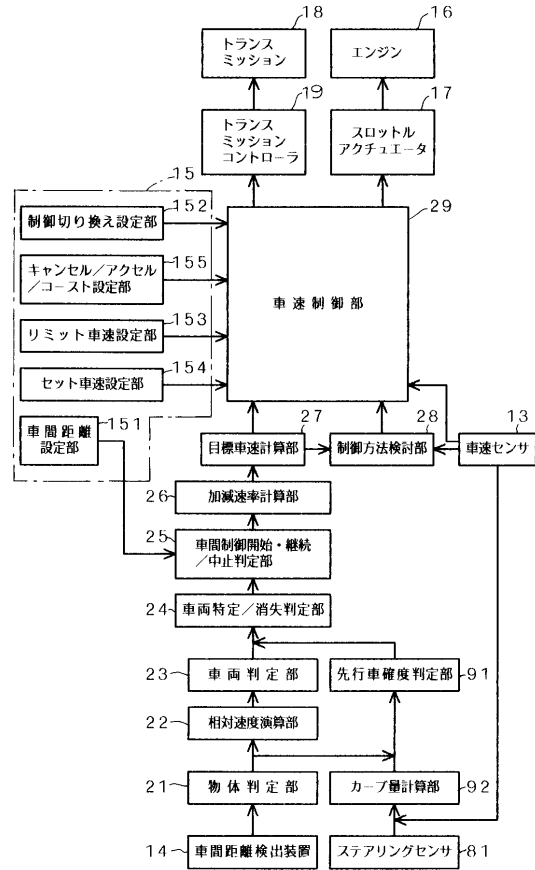 18
16
トランス
ミッション
エンジン
19
17
トランス
ミッション
コントローラ
スロットル
アクチュエータ
15
152
29
制御切り換え設定部
155
キャンセル/アクセル
/コースト設定部
車速制御部
153
リミット車速設定部
154
セット車速設定部
151
車間距離
設定部
27
28
13
目標車速計算部
制御方法検討部
車速センサ
26
加減速率計算部
25
車間制御開始・継続
/中止判定部
24
車両特定/消失判定部
23
車両判定部
先行車確度判定部
91
22
相対速度演算部
21
物体判定部
カーブ量計算部
92
14
車間距離検出装置
ステアリングセンサ
81